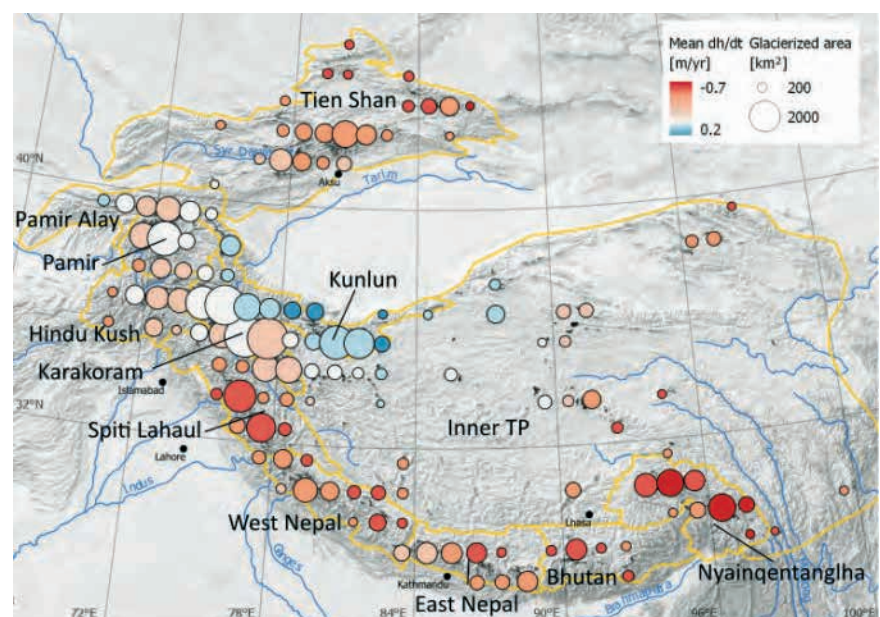 Mean dh/dt
[m/yr]
-0.7
0.2
Glacierized area
[km²]
200
2000
Tien Shan
40°N
Aksu
Tarim
Pamir Alay
Pamir
Kunlun
Hindu Kush
Karakoram
Islamabad
32°N
Spiti Lahaul
Inner TP
Lahore
Indus
West Nepal
Lhasa
Ganges
Kathmandu
Bhutan
Nyainqentanglha
East Nepal
Brahmaputra
72°E
78°E
84°E
90°E
96°E
100°E